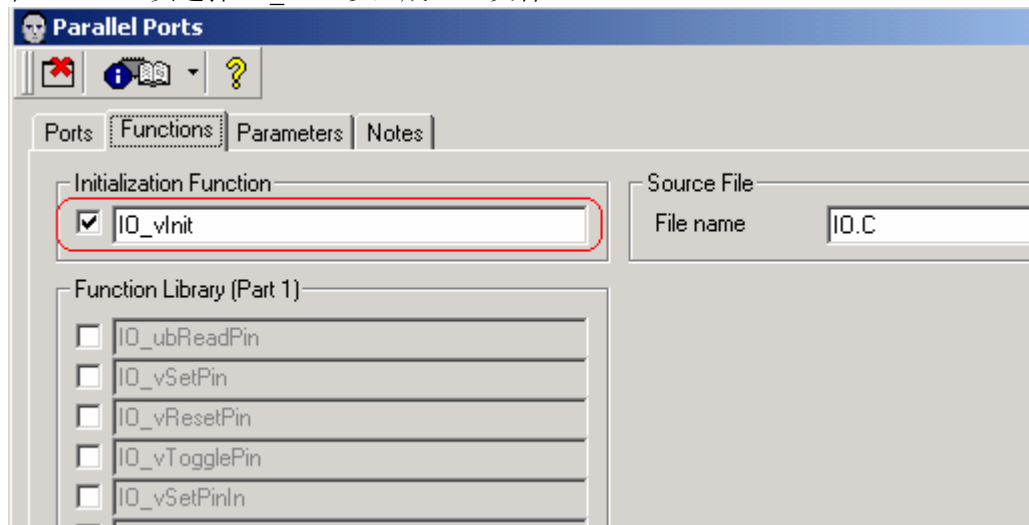 Parallel Ports
Ports Functions Parameters Notes
Initialization Function
IO_vInit
Source File
File name IO.C
Function Library (Part 1)
IO_ubReadPin
IO_vSetPin
IO_vResetPin
IO_vTogglePin
IO_vSetPinIn